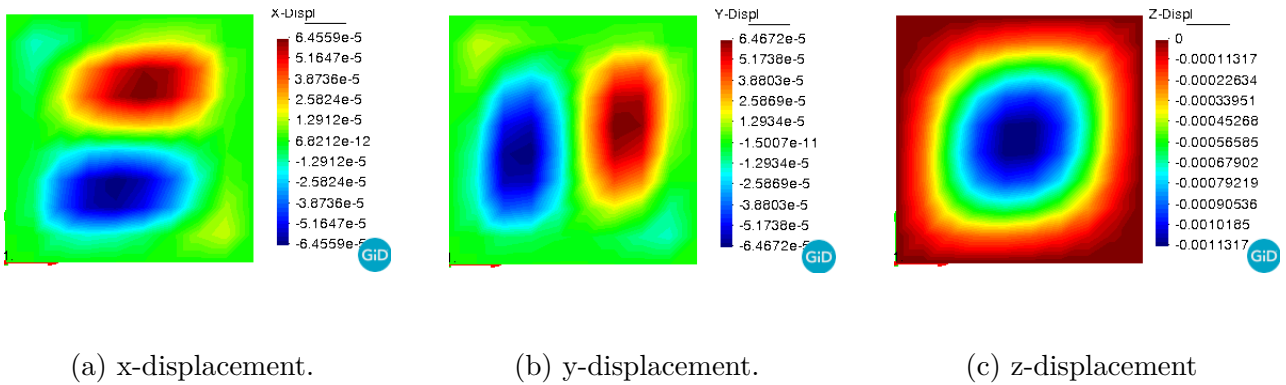 X-Displ
6.4559e-5
5.1647e-5
3.8736e-5
2.5824e-5
1.2912e-5
6.8212e-12
-1.2912e-5
-2.5824e-5
-3.8736e-5
-5.1647e-5
-6.4559e-5
GiD
Y-Displ
6.4672e-5
5.1738e-5
3.8803e-5
2.5869e-5
1.2934e-5
-1.5007e-11
-1.2934e-5
-2.5869e-5
-3.8803e-5
-5.1738e-5
-6.4672e-5
GiD
Z-Displ
0
-0.00011317
-0.00022634
-0.00033951
-0.00045268
-0.00056585
-0.00067902
-0.00079219
-0.00090536
-0.0010185
-0.0011317
GiD
(a) x-displacement.
(b) y-displacement.
(c) z-displacement